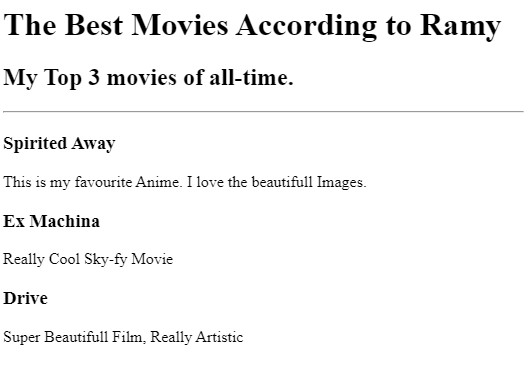 The Best Movies According to Ramy
My Top 3 movies of all-time.
Spirited Away
This is my favourite Anime. I love the beautifull Images.
Ex Machina
Really Cool Sky-fy Movie
Drive
Super Beautifull Film, Really Artistic